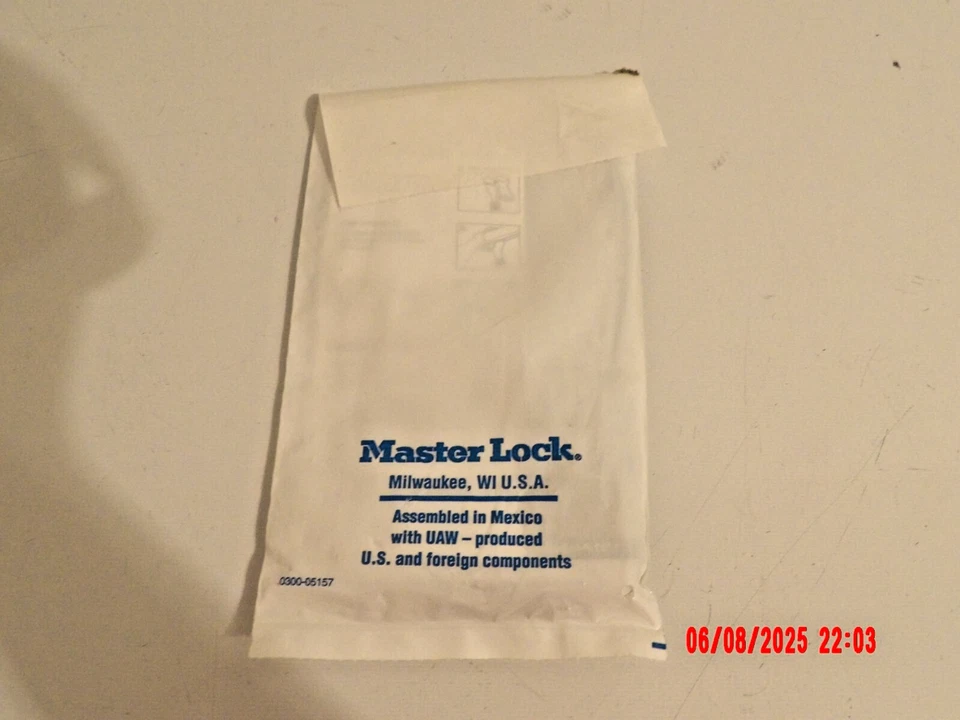 Master Lock®
Milwaukee, WI U.S.A.
Assembled in Mexico
with UAW – produced
U.S. and foreign components
0300-05157
06/08/2025 22:03